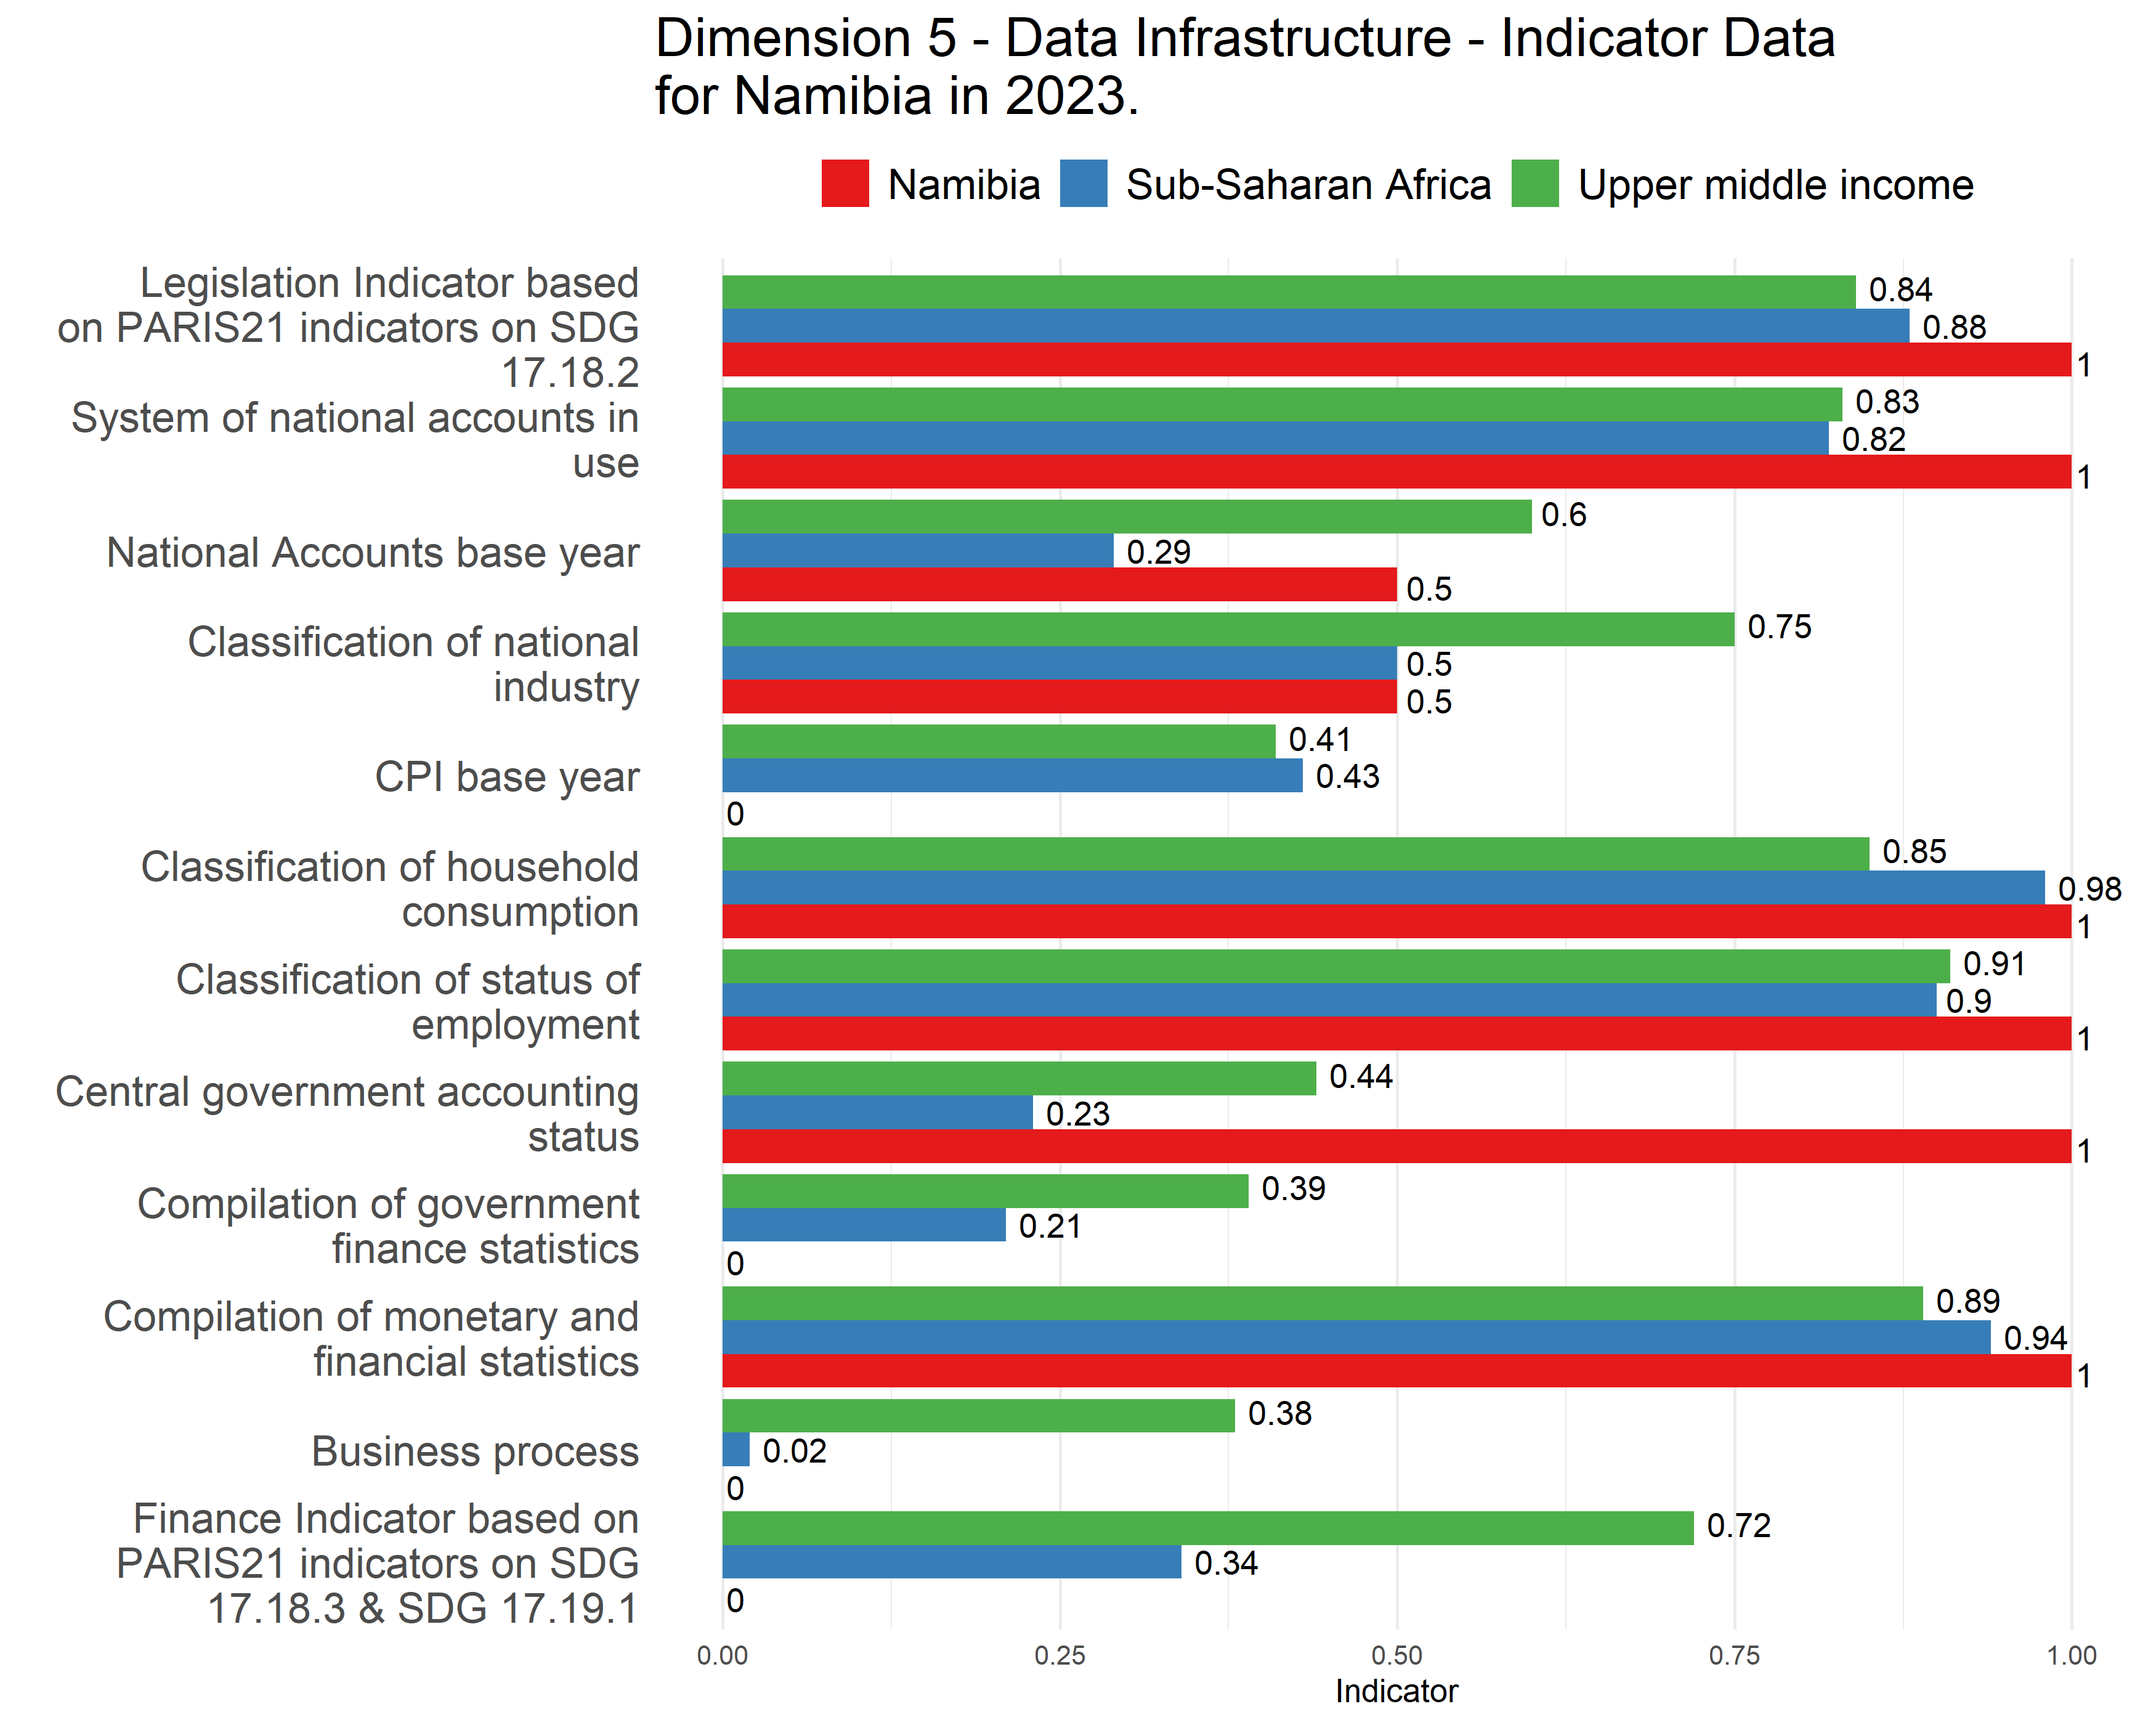 Dimension 5 - Data Infrastructure - Indicator Data
for Namibia in 2023.
Namibia Sub-Saharan Africa Upper middle income
Legislation Indicator based
on PARIS21 indicators on SDG
17.18.2
0.84
0.88
1
System of national accounts in
use
0.83
0.82
1
National Accounts base year
0.6
0.29
0.5
Classification of national
industry
0.75
0.5
0.5
CPI base year
0.41
0.43
0
Classification of household
consumption
0.85
0.98
1
Classification of status of
employment
0.91
0.9
1
Central government accounting
status
0.44
0.23
1
Compilation of government
finance statistics
0.39
0.21
0
Compilation of monetary and
financial statistics
0.89
0.94
1
Business process
0.38
0.02
0
Finance Indicator based on
PARIS21 indicators on SDG
17.18.3 & SDG 17.19.1
0.72
0.34
0
0.00 0.25 0.50 0.75 1.00
Indicator